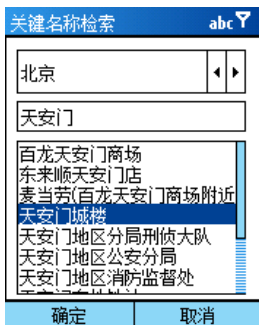 关键名称检索 abc
北京
天安门
百龙天安门商场
东来顺天安门店
麦当劳(百龙天安门商场附近
天安门城楼
天安门地区分局刑侦大队
天安门地区公安分局
天安门地区消防监督处
确定 取消